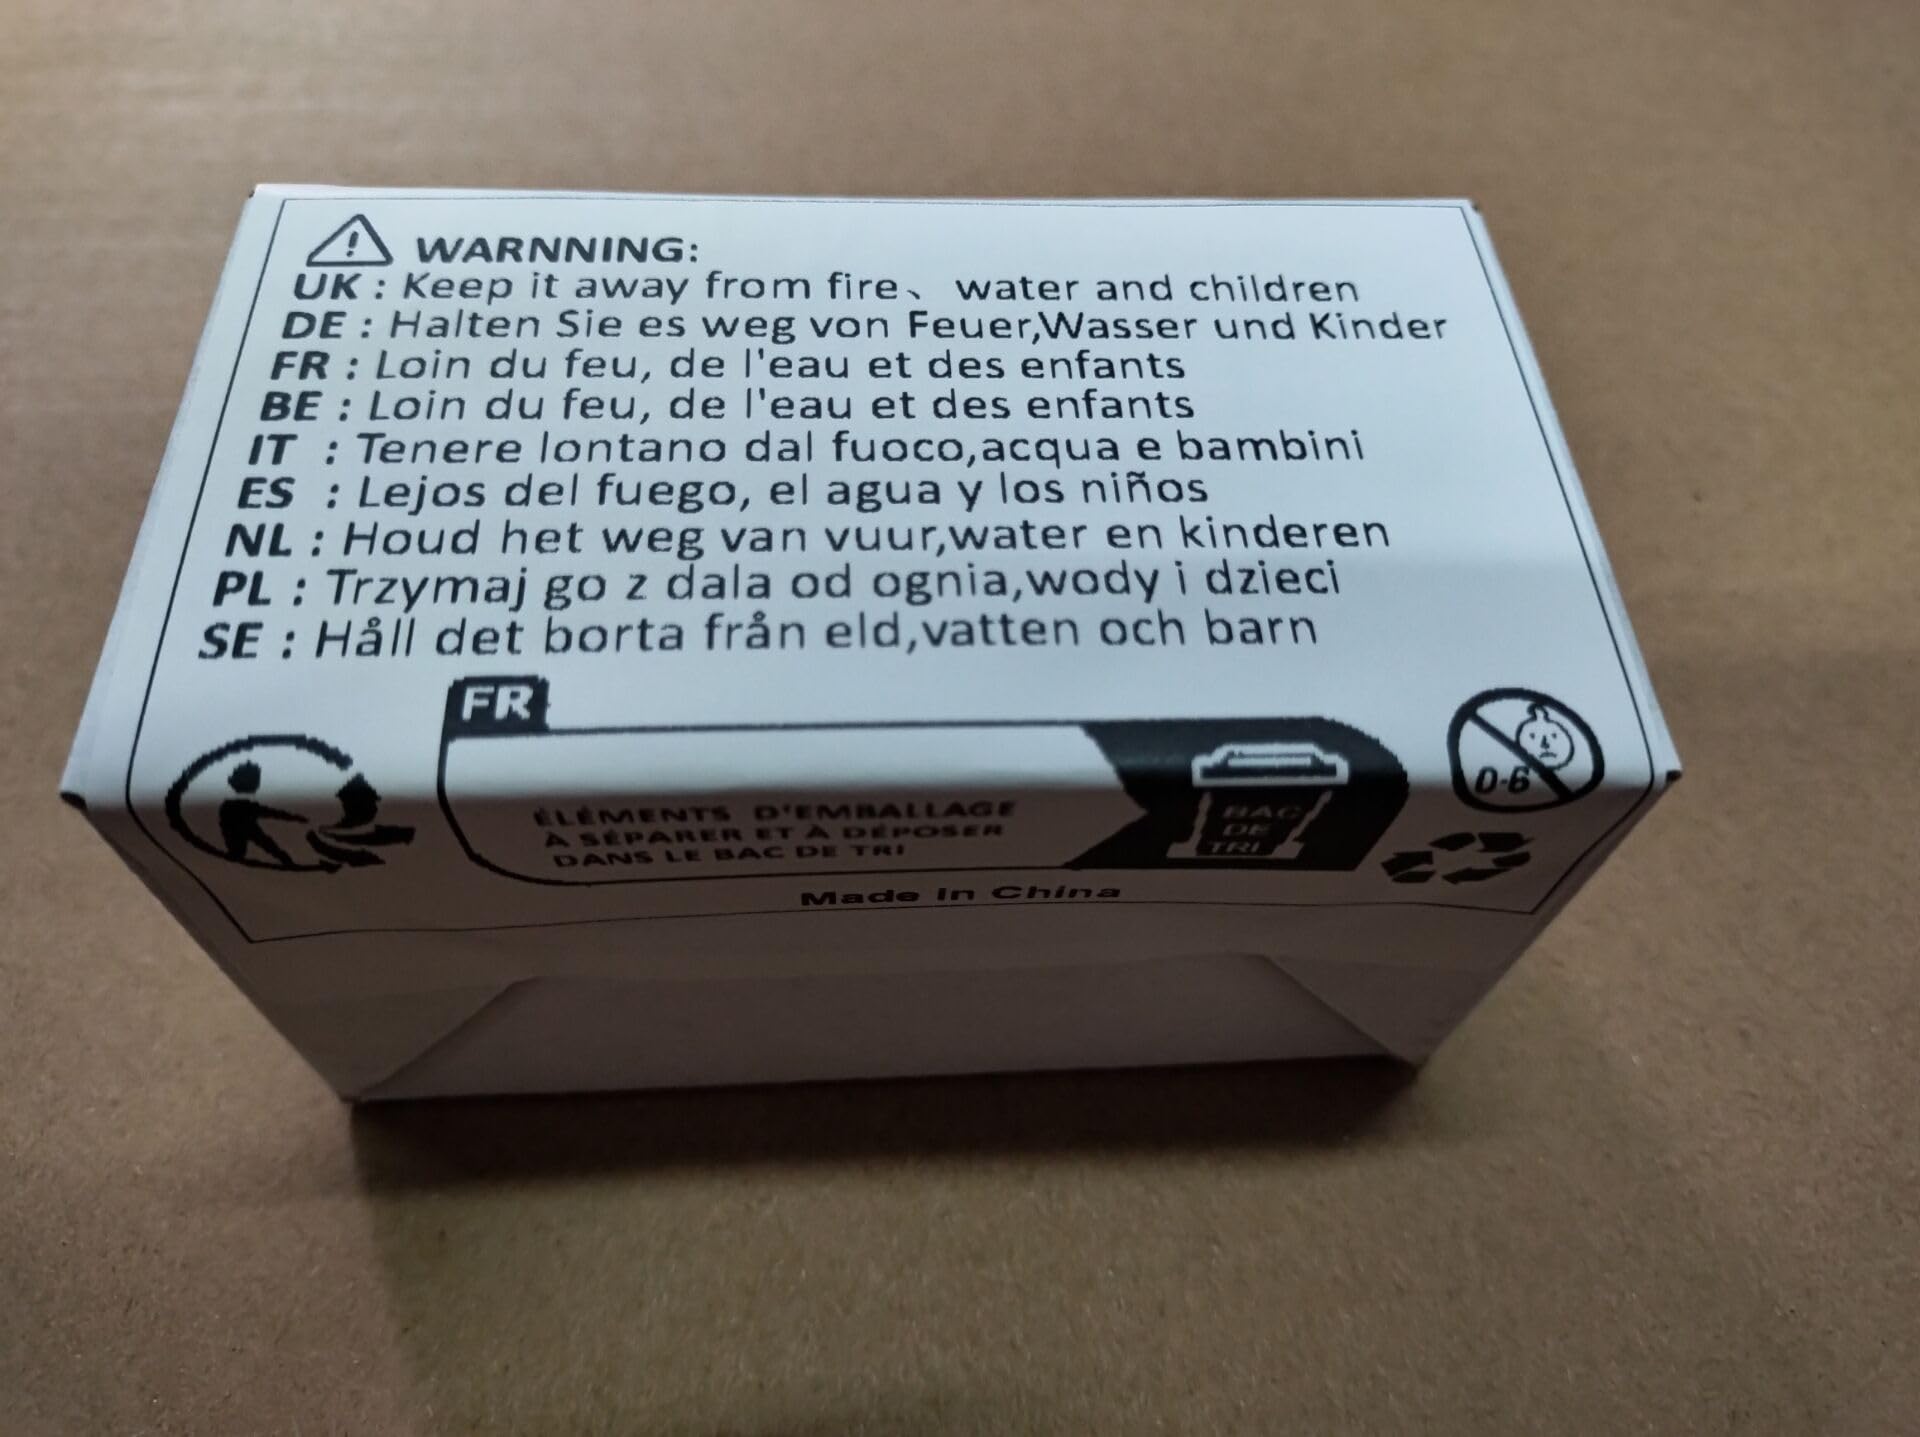 WARNNING:
UK : Keep it away from fire、 water and children
DE : Halten Sie es weg von Feuer,Wasser und Kinder
FR : Loin du feu, de l'eau et des enfants
BE : Loin du feu, de l'eau et des enfants
IT : Tenere lontano dal fuoco,acqua e bambini
ES : Lejos del fuego, el agua y los niños
NL : Houd het weg van vuur,water en kinderen
PL : Trzymaj go z dala od ognia,wody i dzieci
SE : Håll det borta från eld,vatten och barn
FR
ÉLÉMENTS D'EMBALLAGE
À SÉPARER ET À DÉPOSER
DANS LE BAC DE TRI
BAC
DE
TRI
0-6
Made in China